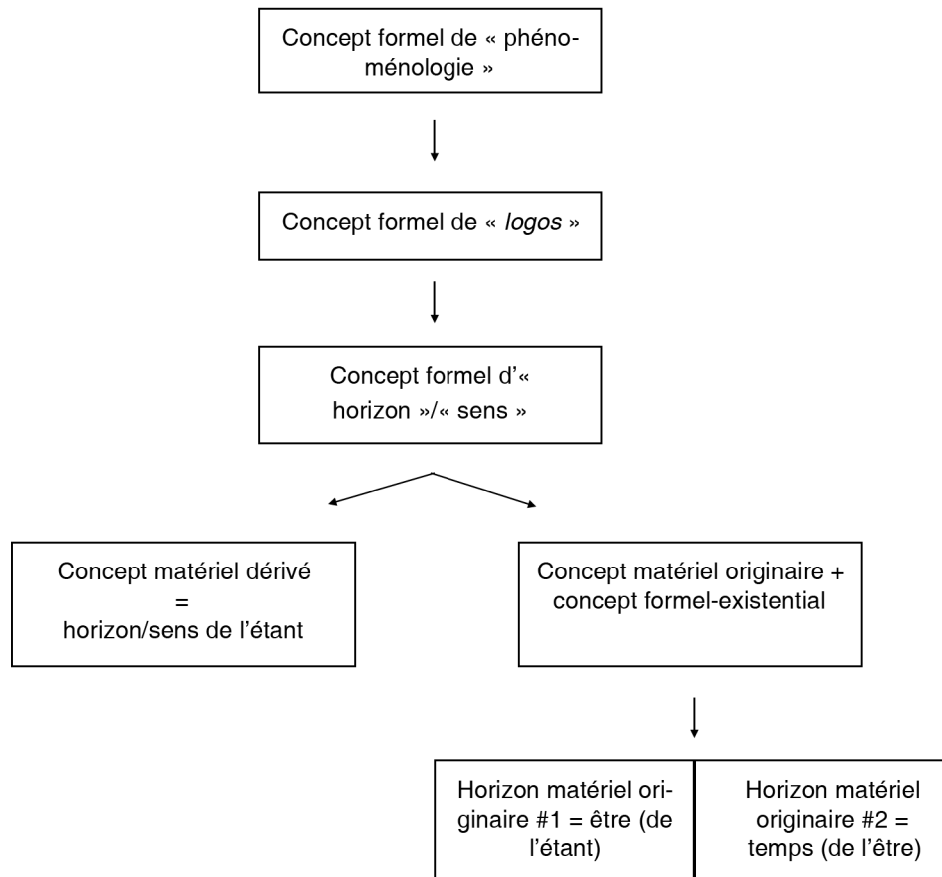 Concept formel de « phéno-
ménologie »
Concept formel de « logos »
Concept formel d'«
horizon »/« sens »
Concept matériel dérivé
=
horizon/sens de l'étant
Concept matériel originaire +
concept formel-existential
Horizon matériel ori-
ginaire #1 = être (de
l'étant)
Horizon matériel
originaire #2 =
temps (de l'être)